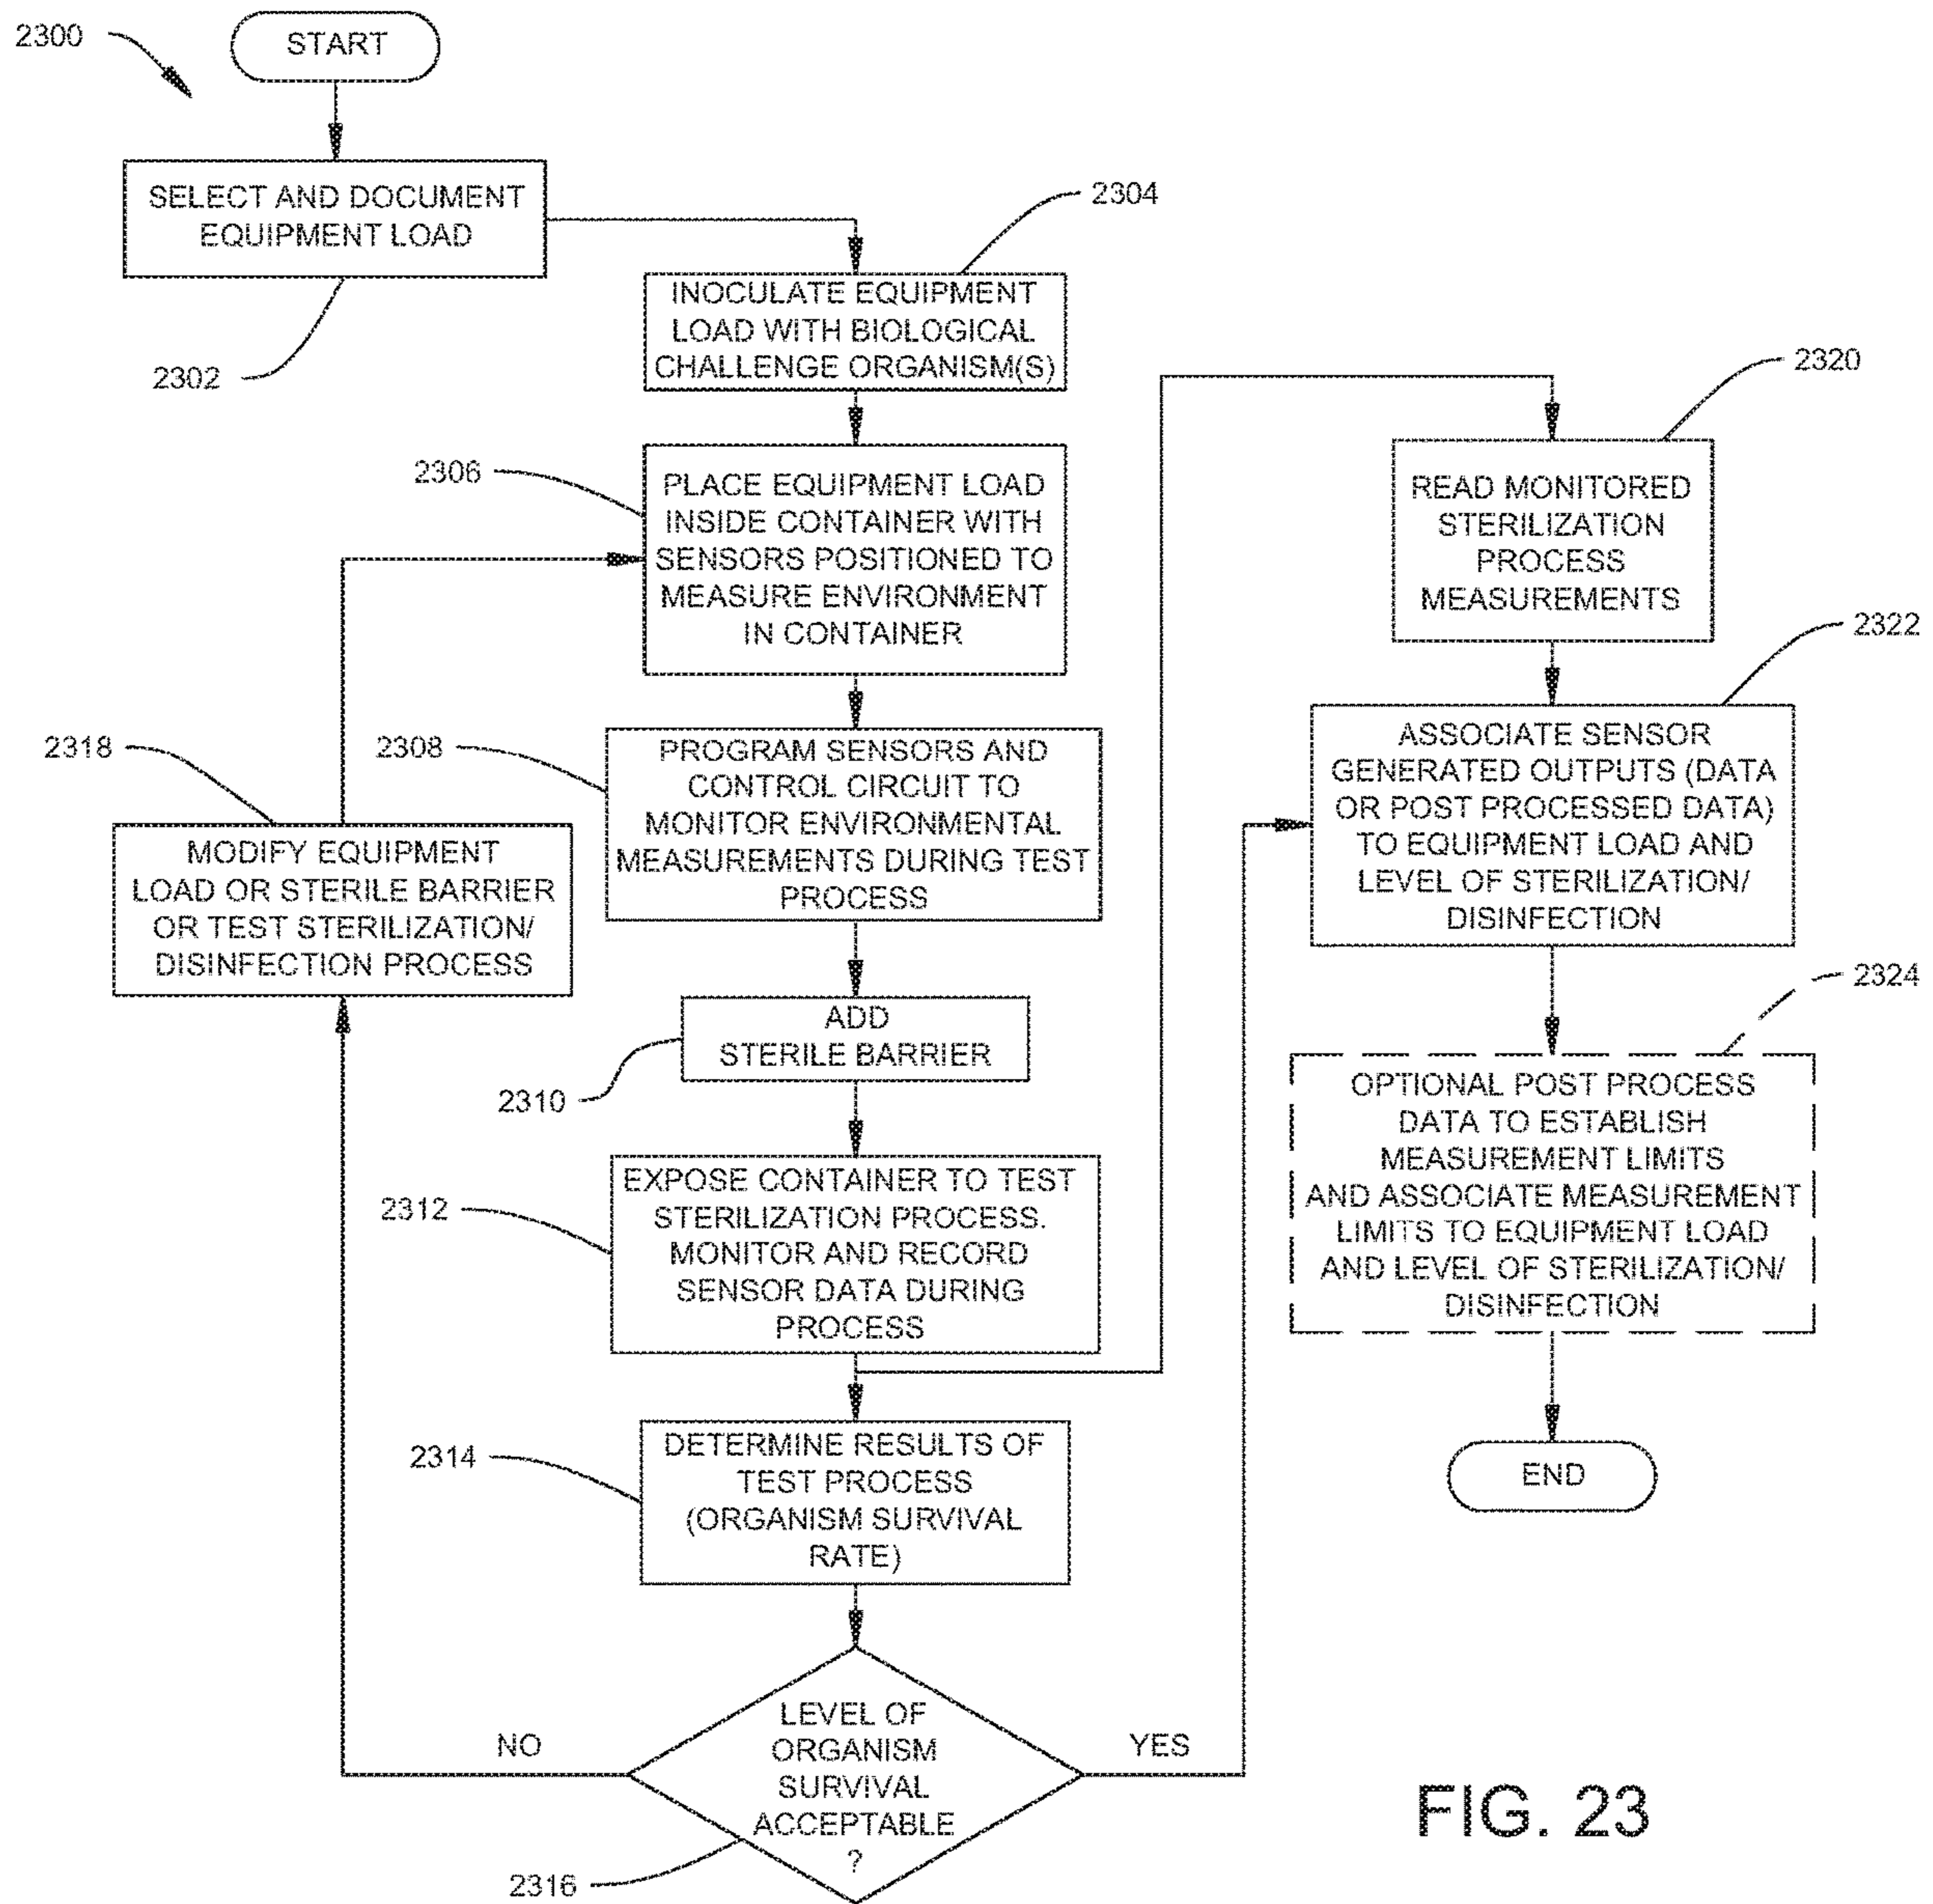 2300
START
SELECT AND DOCUMENT
EQUIPMENT LOAD
2302
2304
INOCULATE EQUIPMENT
LOAD WITH BIOLOGICAL
CHALLENGE ORGANISM(S)
2306
PLACE EQUIPMENT LOAD
INSIDE CONTAINER WITH
SENSORS POSITIONED TO
MEASURE ENVIRONMENT
IN CONTAINER
2308
PROGRAM SENSORS AND
CONTROL CIRCUIT TO
MONITOR ENVIRONMENTAL
MEASUREMENTS DURING TEST
PROCESS
2310
ADD
STERILE BARRIER
2312
EXPOSE CONTAINER TO TEST
STERILIZATION PROCESS.
MONITOR AND RECORD
SENSOR DATA DURING
PROCESS
2314
DETERMINE RESULTS OF
TEST PROCESS
(ORGANISM SURVIVAL
RATE)
LEVEL OF
ORGANISM
SURVIVAL
ACCEPTABLE
?
2316
NO
YES
2318
MODIFY EQUIPMENT
LOAD OR STERILE BARRIER
OR TEST STERILIZATION/
DISINFECTION PROCESS
2320
READ MONITORED
STERILIZATION
PROCESS
MEASUREMENTS
2322
ASSOCIATE SENSOR
GENERATED OUTPUTS (DATA
OR POST PROCESSED DATA)
TO EQUIPMENT LOAD AND
LEVEL OF STERILIZATION/
DISINFECTION
2324
OPTIONAL POST PROCESS
DATA TO ESTABLISH
MEASUREMENT LIMITS
AND ASSOCIATE MEASUREMENT
LIMITS TO EQUIPMENT LOAD
AND LEVEL OF STERILIZATION/
DISINFECTION
END
FIG. 23